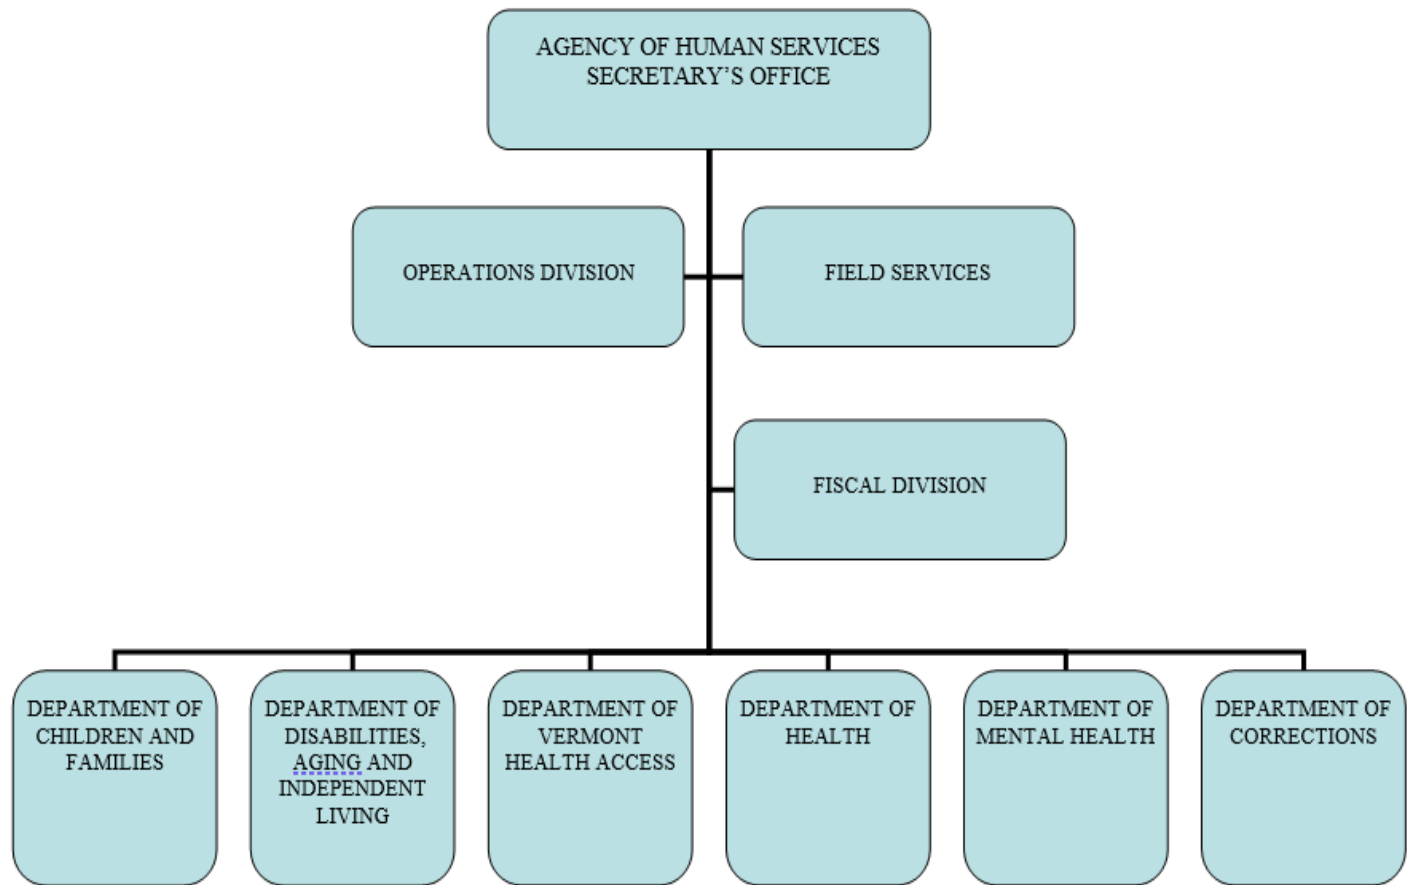 AGENCY OF HUMAN SERVICES
SECRETARY’S OFFICE
OPERATIONS DIVISION
FIELD SERVICES
FISCAL DIVISION
DEPARTMENT OF
CHILDREN AND
FAMILIES
DEPARTMENT OF
DISABILITIES,
AGING AND
INDEPENDENT
LIVING
DEPARTMENT OF
VERMONT
HEALTH ACCESS
DEPARTMENT OF
HEALTH
DEPARTMENT OF
MENTAL HEALTH
DEPARTMENT OF
CORRECTIONS